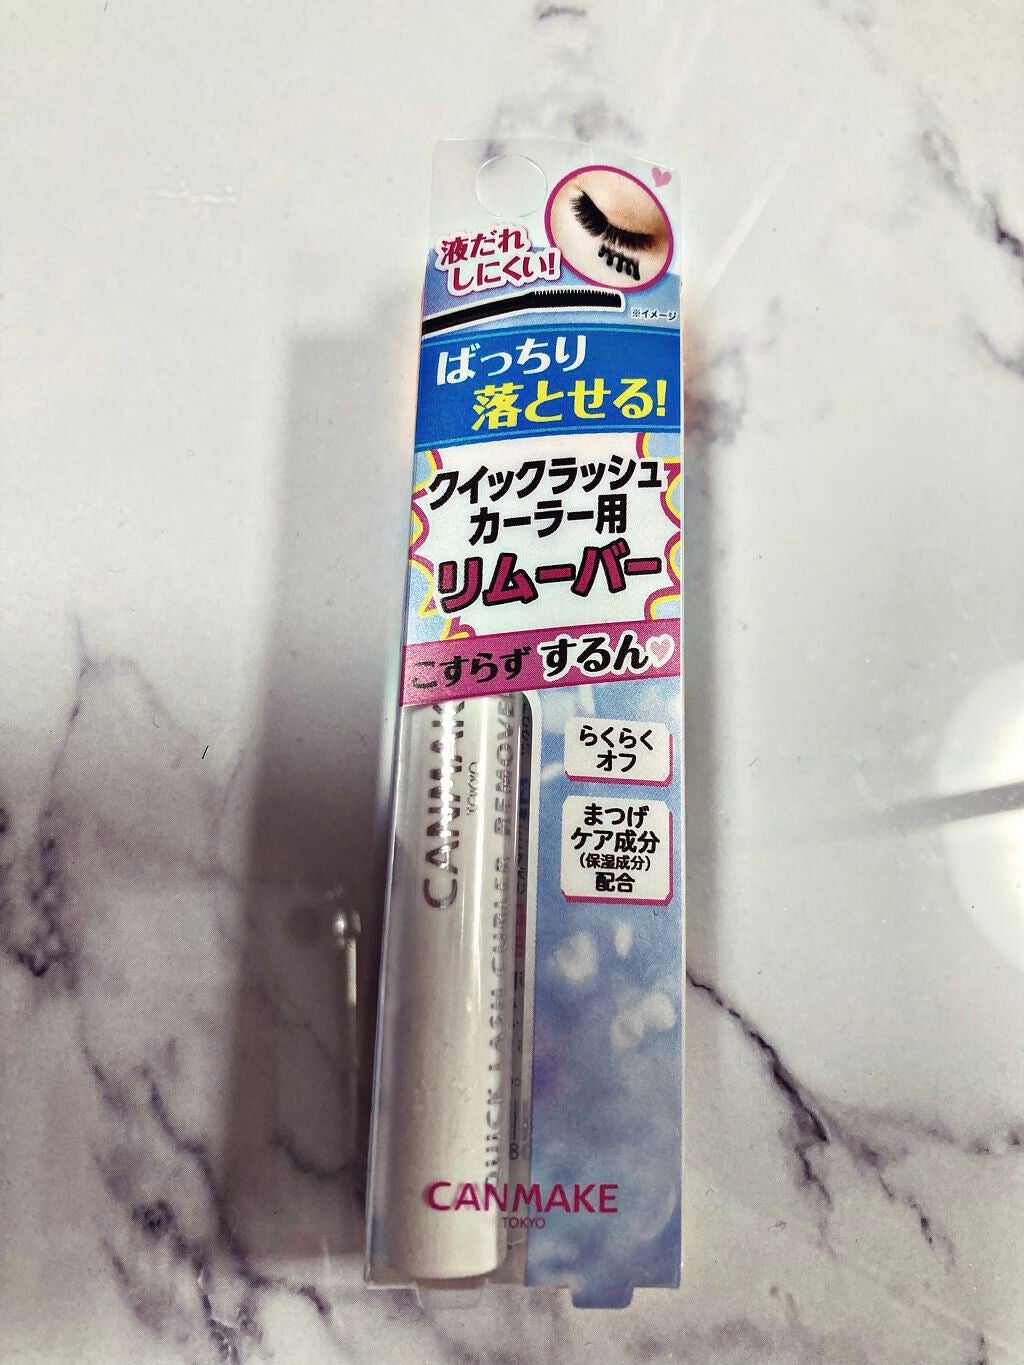 液だれ
しにくい!
※イメージ
ばっちり
落とせる!
クイックラッシュ
カーラー用
リムーバー
こすらず するん
らくらく
オフ
まつげ
ケア成分
(保湿成分)
配合
CANMAKE
QUICK LASH CURLER REMOVER
CANMAKE
TOKYO